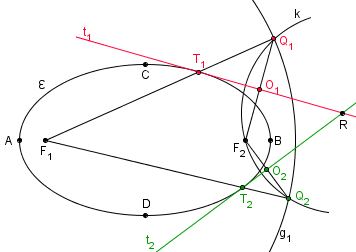 k
t₁
Q₁
T₁
C
ε
O₁
R
A
F₁
F₂
B
O₂
T₂
Q₂
D
t₂
g₁